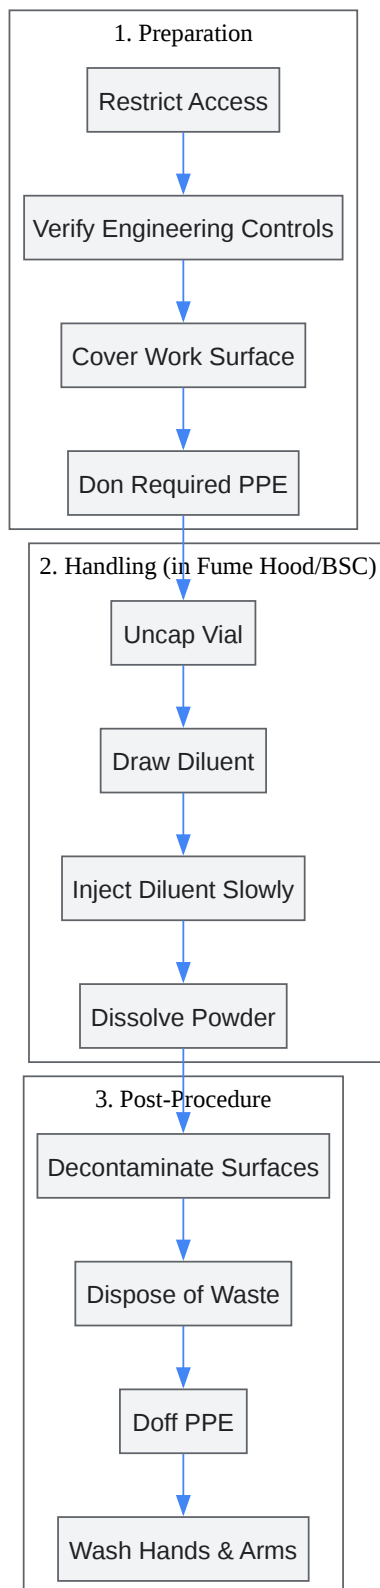 1. Preparation
Restrict Access
Verify Engineering Controls
Cover Work Surface
Don Required PPE
2. Handling (in Fume Hood/BSC)
Uncap Vial
Draw Diluent
Inject Diluent Slowly
Dissolve Powder
3. Post-Procedure
Decontaminate Surfaces
Dispose of Waste
Doff PPE
Wash Hands & Arms